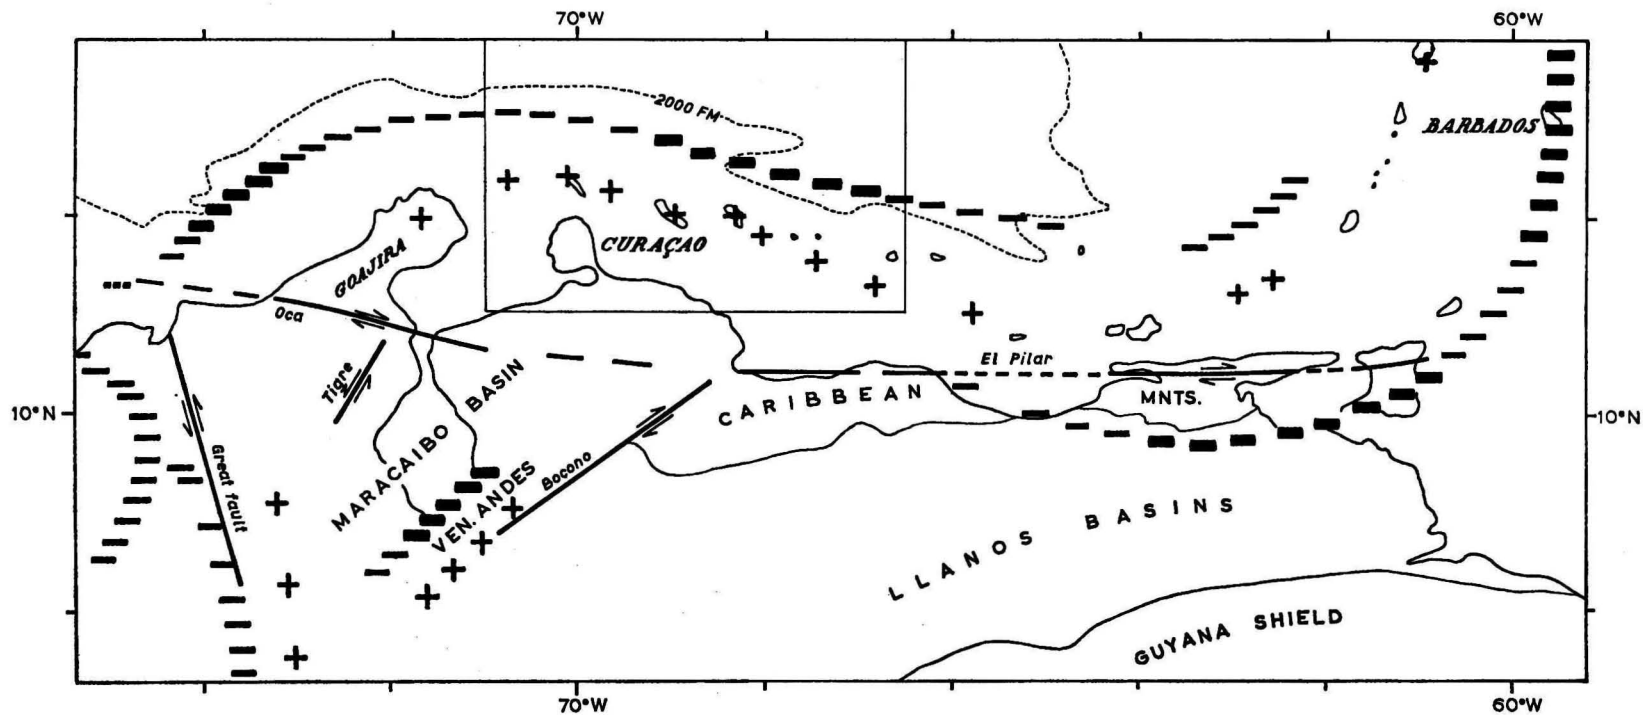 70°W
60°W
2000 FM
BARBADOS
CURAÇAO
GOAJIRA
Oca
El Pilar
Tigre
BASIN
CARIBBEAN
MNTS.
10°N
10°N
MARACAIBO
Great fault
Bocono
VEN. ANDES
LLANOS BASINS
GUYANA SHIELD
70°W
60°W